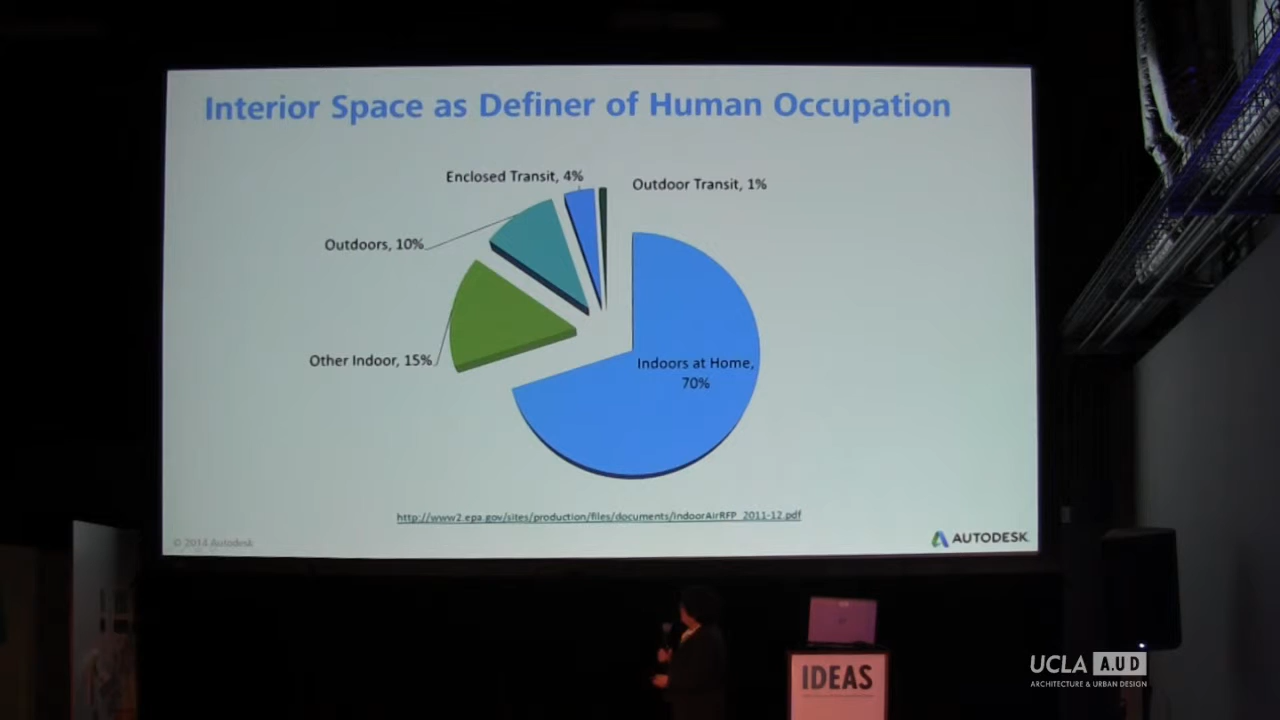 Interior Space as Definer of Human Occupation
Enclosed Transit, 4%
Outdoor Transit, 1%
Outdoors, 10%
Other Indoor, 15%
Indoors at Home,
70%
http://www2.epa.gov/sites/production/files/documents/IndoorAirRFP_2011-12.pdf
© 2014 Autodesk
AUTODESK
IDEAS
UCLA A.UD
ARCHITECTURE & URBAN DESIGN